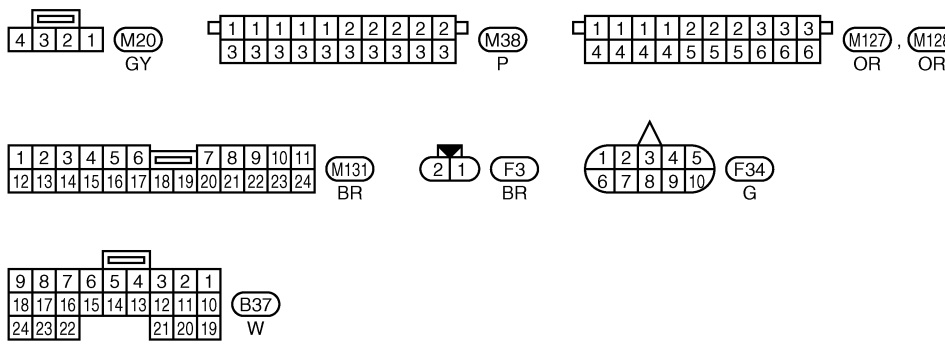 4 3 2 1 M20
GY
1 1 1 1 1 2 2 2 2 2
3 3 3 3 3 3 3 3 3 3 M38
P
1 1 1 1 2 2 2 3 3 3
4 4 4 4 5 5 5 6 6 6 M127 , M128
OR OR
1 2 3 4 5 6 7 8 9 10 11
12 13 14 15 16 17 18 19 20 21 22 23 24 M131
BR
2 1 F3
BR
1 2 3 4 5
6 7 8 9 10 F34
G
9 8 7 6 5 4 3 2 1
18 17 16 15 14 13 12 11 10 B37
24 23 22 21 20 19 W